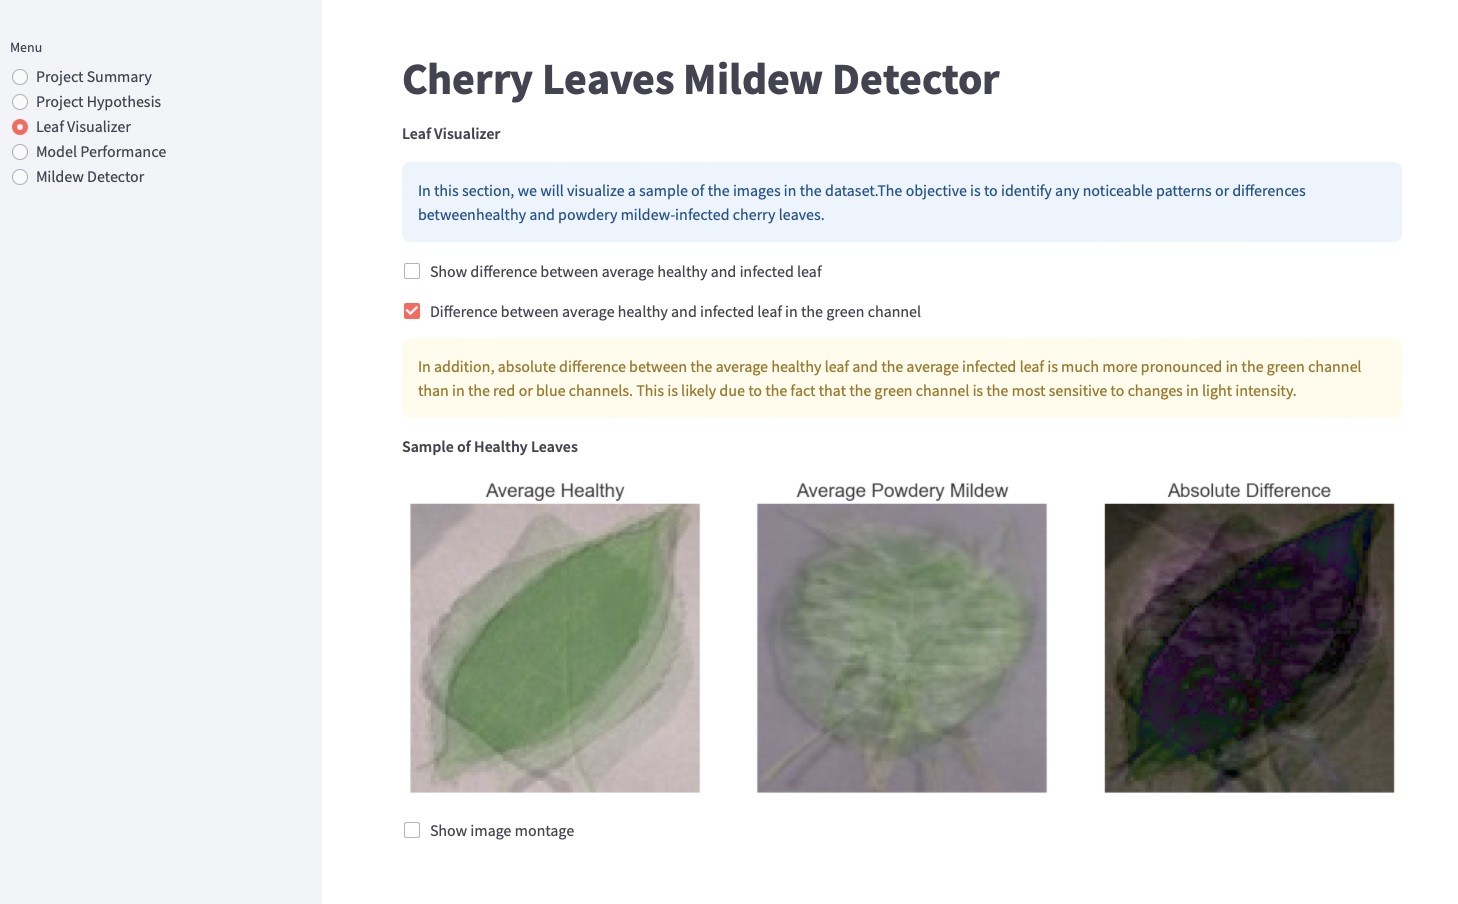 Menu
Project Summary
Project Hypothesis
Leaf Visualizer
Model Performance
Mildew Detector
Cherry Leaves Mildew Detector
Leaf Visualizer
In this section, we will visualize a sample of the images in the dataset.The objective is to identify any noticeable patterns or differences
betweenhealthy and powdery mildew-infected cherry leaves.
Show difference between average healthy and infected leaf
Difference between average healthy and infected leaf in the green channel
In addition, absolute difference between the average healthy leaf and the average infected leaf is much more pronounced in the green channel
than in the red or blue channels. This is likely due to the fact that the green channel is the most sensitive to changes in light intensity.
Sample of Healthy Leaves
Average Healthy
Average Powdery Mildew
Absolute Difference
Show image montage